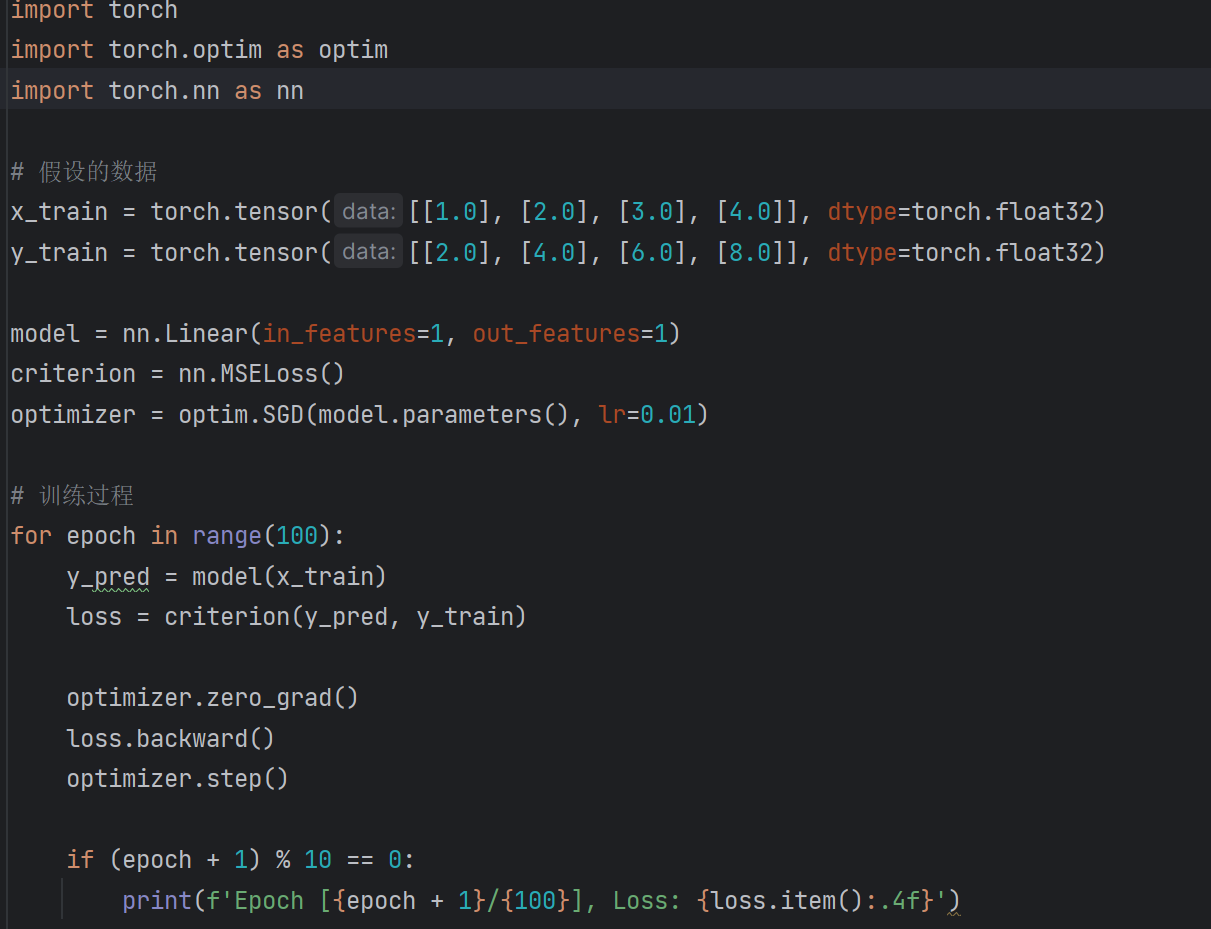 import torch
import torch.optim as optim
import torch.nn as nn
# 假设的数据
x_train = torch.tensor( data: [[1.0], [2.0], [3.0], [4.0]], dtype=torch.float32)
y_train = torch.tensor( data: [[2.0], [4.0], [6.0], [8.0]], dtype=torch.float32)
model = nn.Linear(in_features=1, out_features=1)
criterion = nn.MSELoss()
optimizer = optim.SGD(model.parameters(), lr=0.01)
# 训练过程
for epoch in range(100):
    y_pred = model(x_train)
    loss = criterion(y_pred, y_train)
    optimizer.zero_grad()
    loss.backward()
    optimizer.step()
    if (epoch + 1) % 10 == 0:
        print(f'Epoch [{epoch + 1}/{100}], Loss: {loss.item():.4f}')